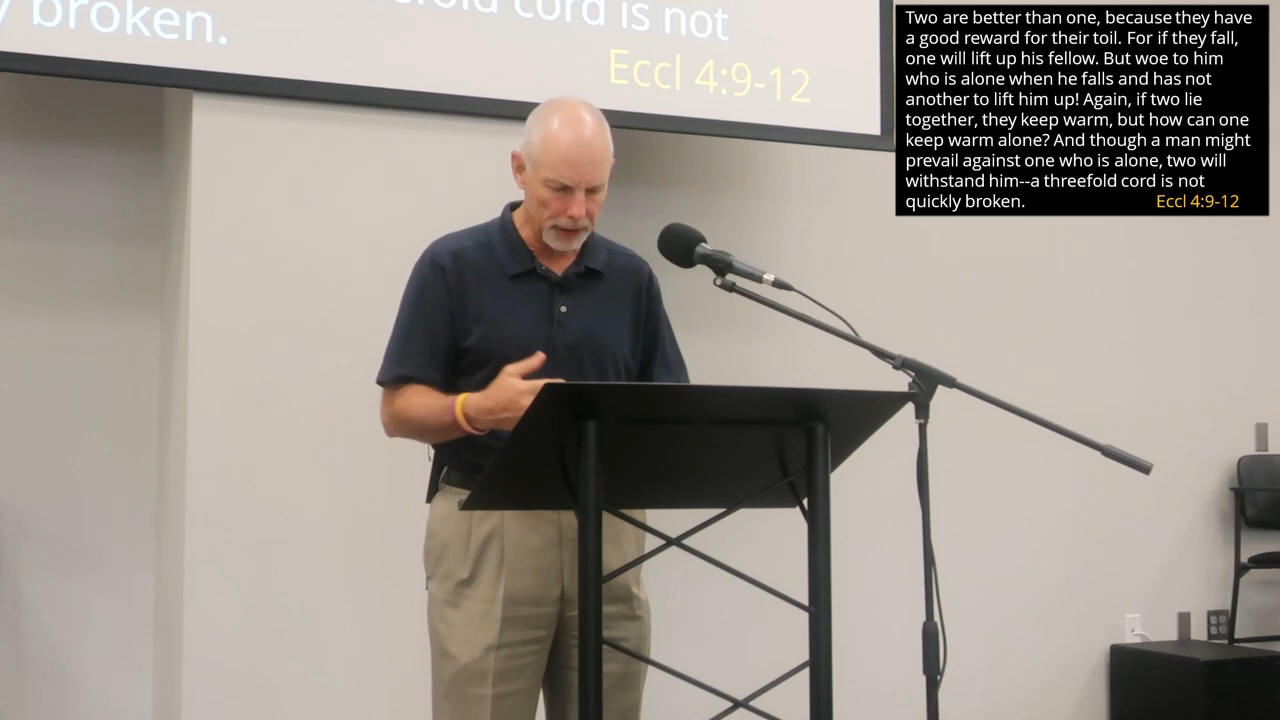 y broken.
efold cord is not
Eccl 4:9-12
Two are better than one, because they have
a good reward for their toil. For if they fall,
one will lift up his fellow. But woe to him
who is alone when he falls and has not
another to lift him up! Again, if two lie
together, they keep warm, but how can one
keep warm alone? And though a man might
prevail against one who is alone, two will
withstand him--a threefold cord is not
quickly broken. Eccl 4:9-12